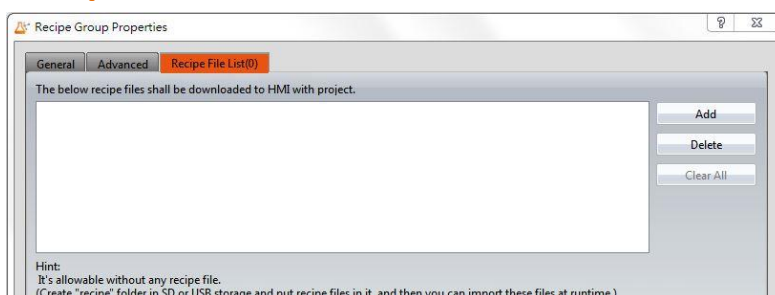 Recipe Group Properties
General Advanced Recipe File List(0)
The below recipe files shall be downloaded to HMI with project.
Add
Delete
Clear All
Hint:
It's allowable without any recipe file.
(Create "recipe" folder in SD or USB storage and put recipe files in it, and then you can import these files at runtime.)